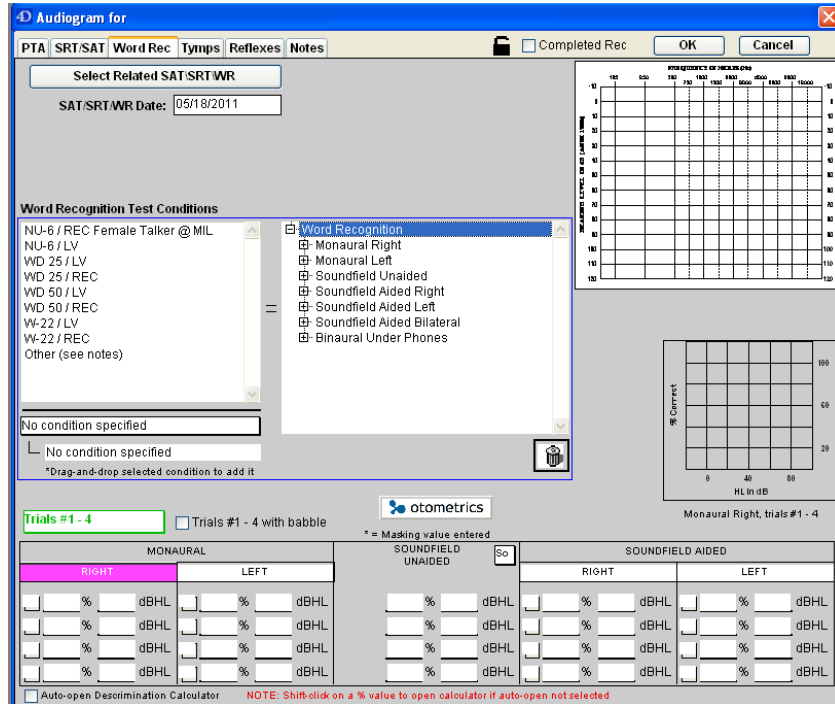 Audiogram for
PTA SRT/SAT Word Rec Tymps Reflexes Notes
Completed Rec OK Cancel
Select Related SAT\SRT\WR
SAT/SRT/WR Date: 05/18/2011
Word Recognition Test Conditions
NU-6 / REC Female Talker @ MIL
NU-6 / LV
WD 25 / LV
WD 25 / REC
WD 50 / LV
WD 50 / REC
W-22 / LV
W-22 / REC
Other (see notes)
=
Word Recognition
Monaural Right
Monaural Left
Soundfield Unaided
Soundfield Aided Right
Soundfield Aided Left
Soundfield Aided Bilateral
Binaural Under Phones
No condition specified
No condition specified
*Drag-and-drop selected condition to add it
% Correct
100
60
20
0 40 80
HL in dB
Monaural Right, trials #1 - 4
Trials #1 - 4
Trials #1 - 4 with babble
otometrics
* = Masking value entered
MONAURAL
RIGHT LEFT
SOUNDFIELD
UNAIDED
So
SOUNDFIELD AIDED
RIGHT LEFT
% dBHL % dBHL % dBHL % dBHL % dBHL
% dBHL % dBHL % dBHL % dBHL % dBHL
% dBHL % dBHL % dBHL % dBHL % dBHL
% dBHL % dBHL % dBHL % dBHL % dBHL
Auto-open Descrimination Calculator
NOTE: Shift-click on a % value to open calculator if auto-open not selected